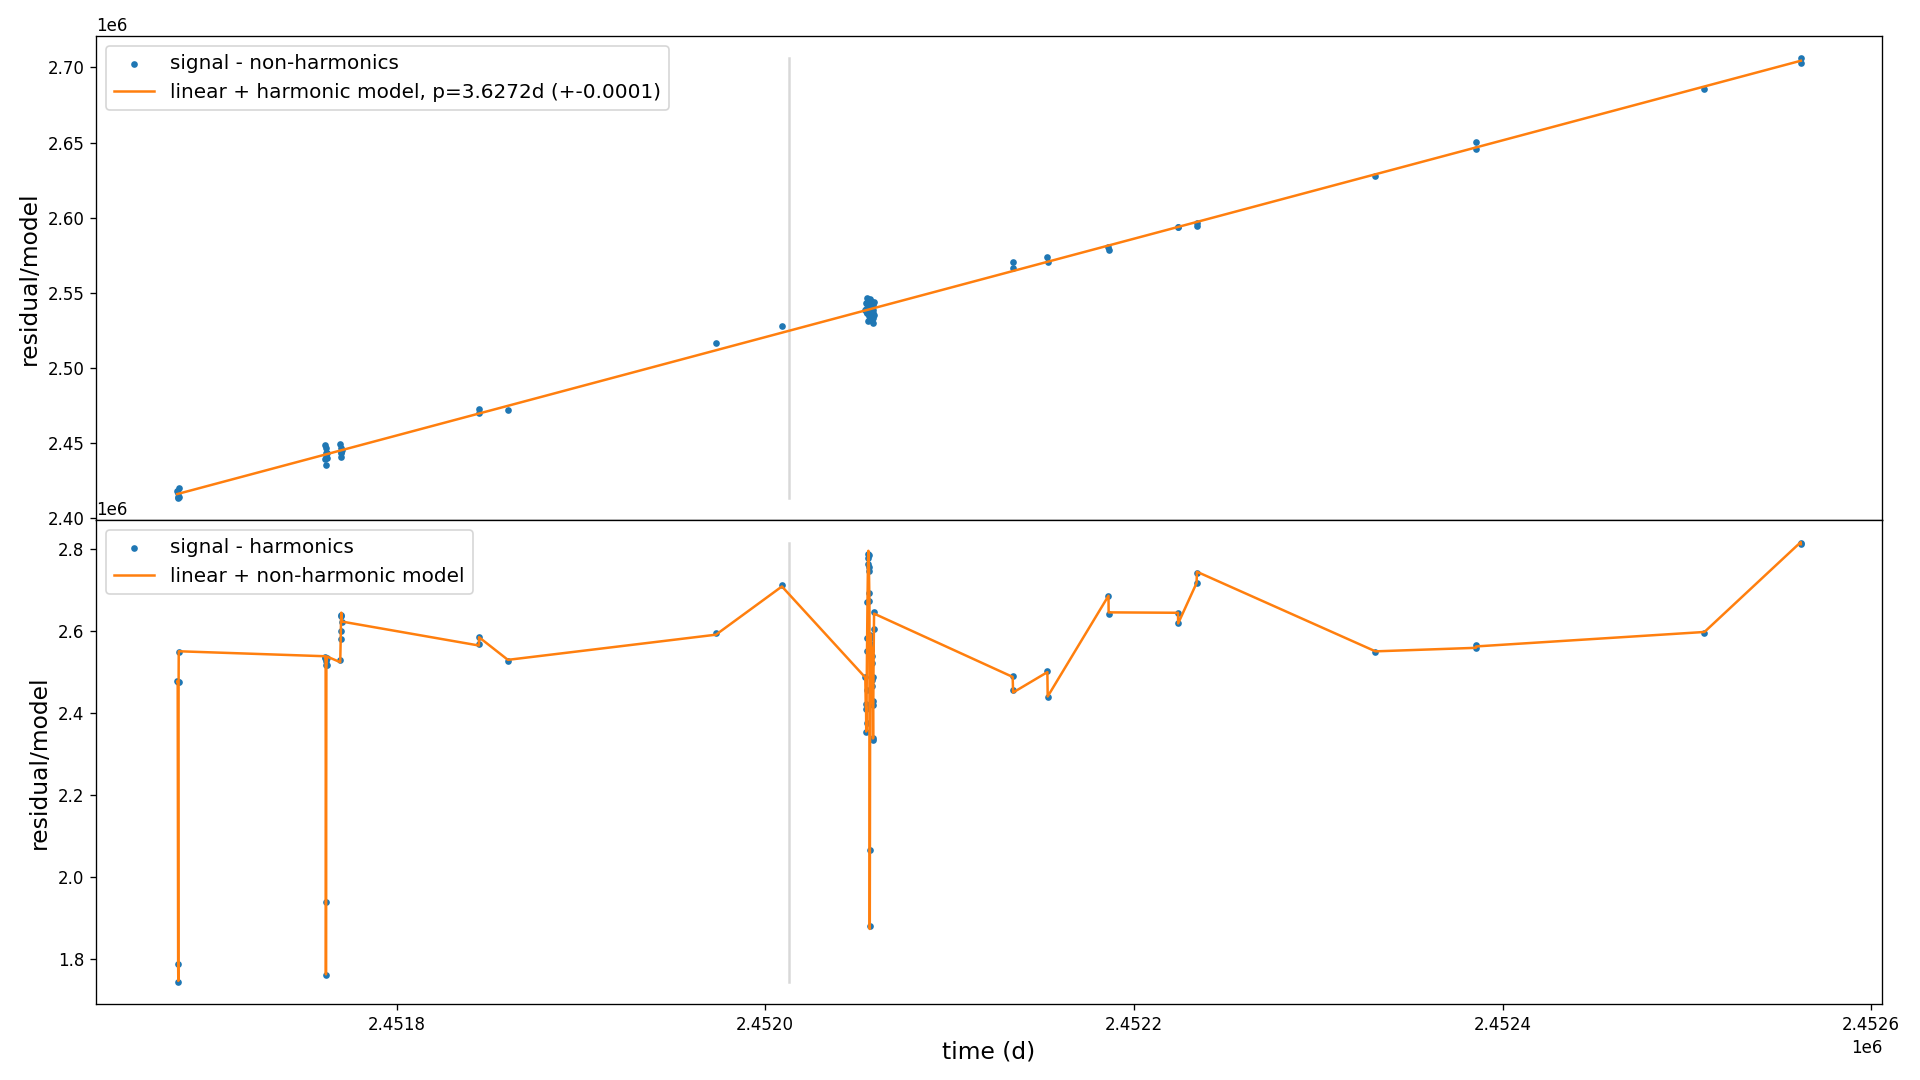 1e6
signal - non-harmonics
linear + harmonic model, p=3.6272d (+-0.0001)
2.70
2.65
2.60
2.55
2.50
2.45
2.40
residual/model
1e6
signal - harmonics
linear + non-harmonic model
2.8
2.6
2.4
2.2
2.0
1.8
residual/model
2.4518
2.4520
2.4522
2.4524
2.4526
time (d)
1e6